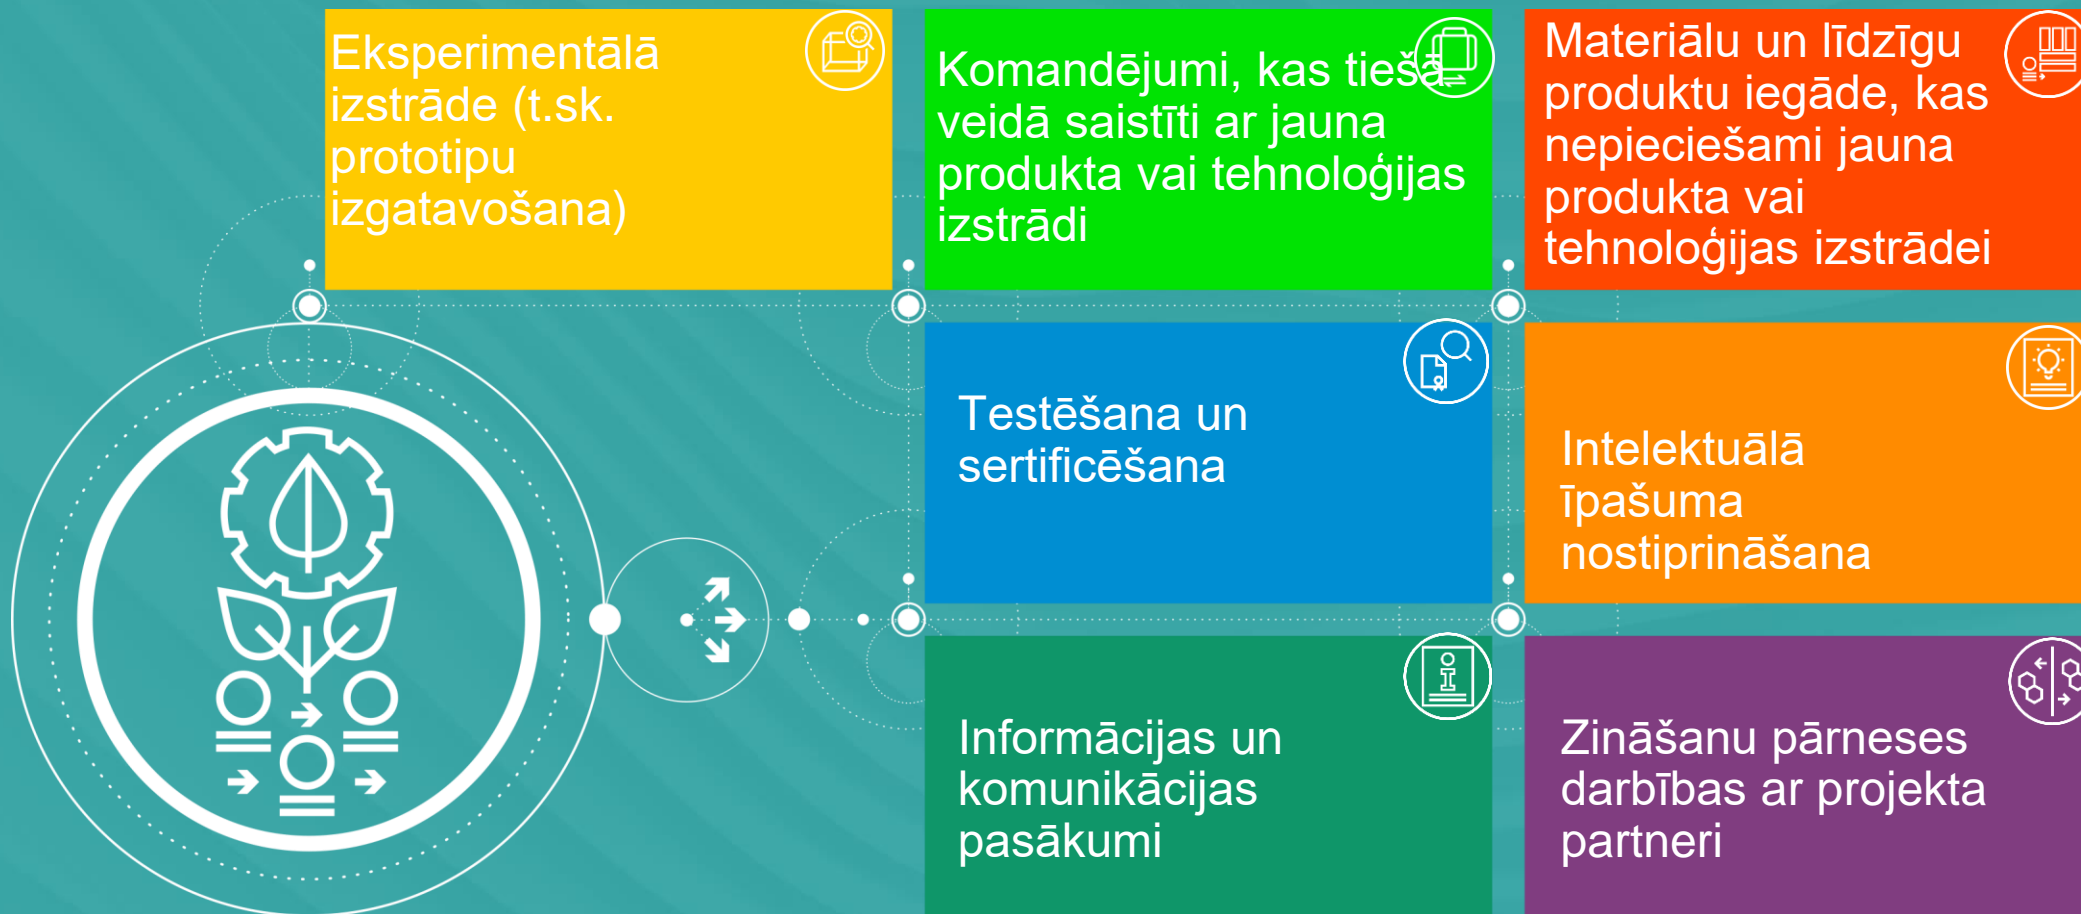 Eksperimentālā
izstrāde (t.sk.
prototipu
izgatavošana)
Komandējumi, kas tiešā
veidā saistīti ar jauna
produkta vai tehnoloģijas
izstrādi
Materiālu un līdzīgu
produktu iegāde, kas
nepieciešami jauna
produkta vai
tehnoloģijas izstrādei
Testēšana un
sertificēšana
Intelektuālā
īpašuma
nostiprināšana
Informācijas un
komunikācijas
pasākumi
Zināšanu pārneses
darbības ar projekta
partneri